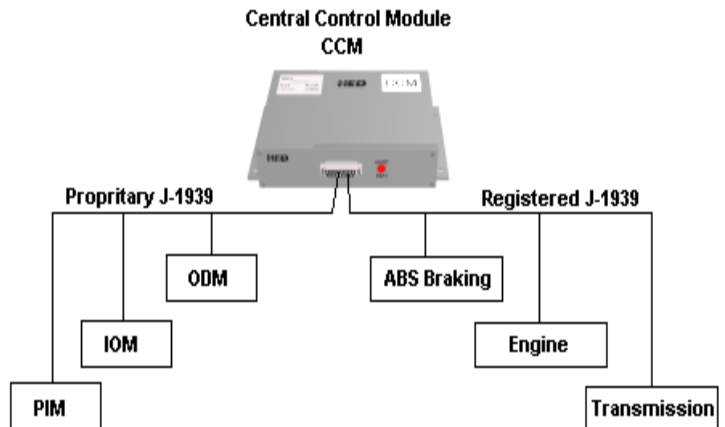 Central Control Module
CCM
HED
CCM
HED
Propritary J-1939
Registered J-1939
ODM
ABS Braking
IOM
Engine
PIM
Transmission